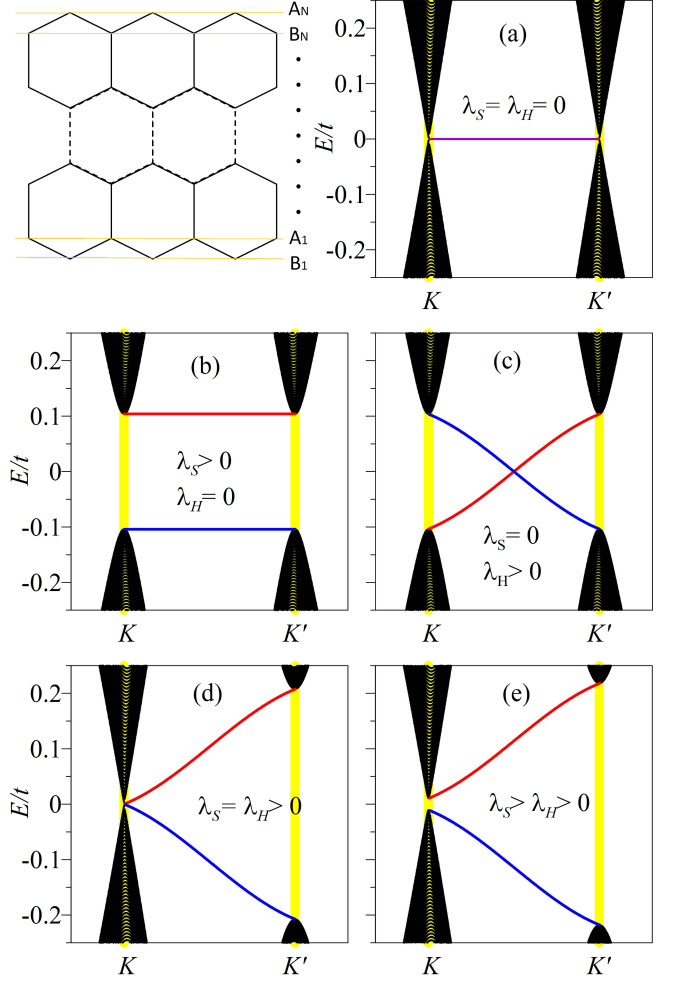 A_N
B_N
A_1
B_1
E/t
0.2
0.1
0
-0.1
-0.2
(a)
λ_S = λ_H = 0
K K'
E/t
0.2
0.1
0
-0.1
-0.2
(b)
λ_S > 0
λ_H = 0
K K'
(c)
λ_S = 0
λ_H > 0
K K'
E/t
0.2
0.1
0
-0.1
-0.2
(d)
λ_S = λ_H > 0
K K'
(e)
λ_S > λ_H > 0
K K'